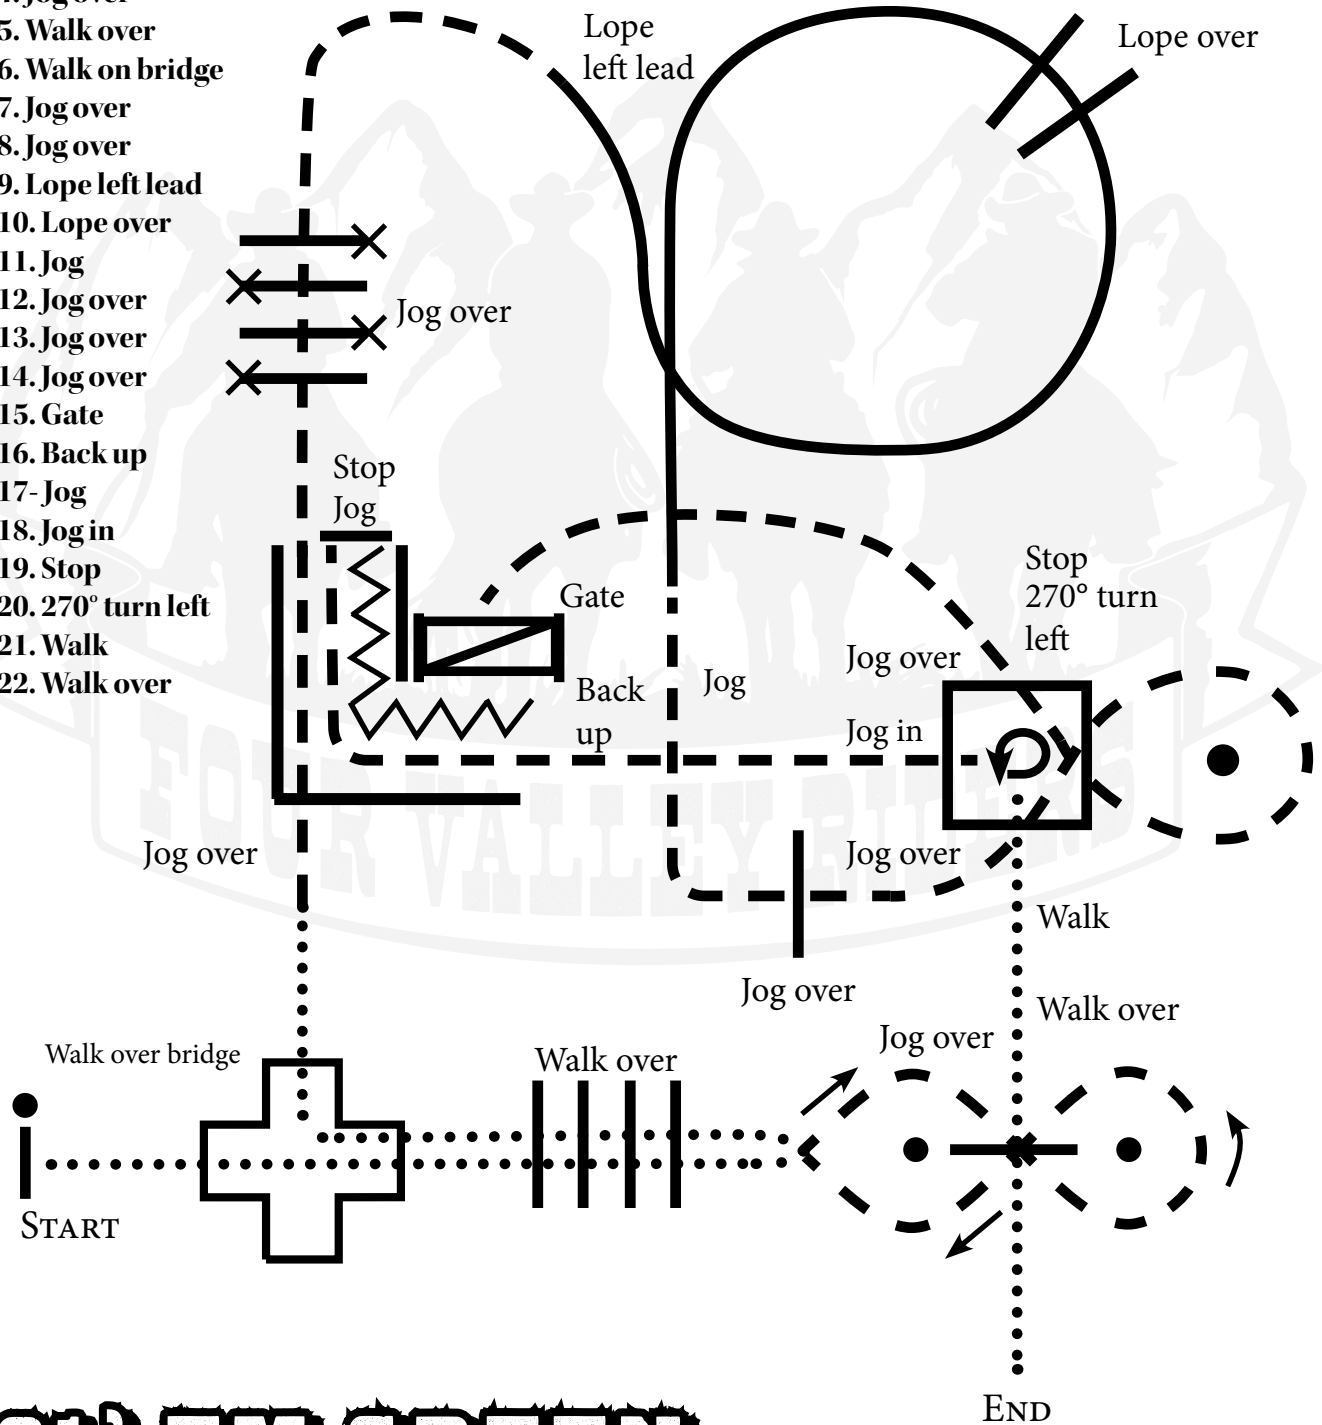 4. Jog over
5. Walk over
6. Walk on bridge
7. Jog over
8. Jog over
9. Lope left lead
10. Lope over
11. Jog
12. Jog over
13. Jog over
14. Jog over
15. Gate
16. Back up
17- Jog
18. Jog in
19. Stop
20. 270° turn left
21. Walk
22. Walk over
Lope
left lead
Lope over
Jog over
Stop
Jog
Gate
Back
up
Jog
Stop
270° turn
left
Jog over
Jog in
Jog over
Jog over
Jog over
Walk
Walk over
Jog over
Walk over bridge
Walk over
START
END
FOUR VALLEY RIDERS